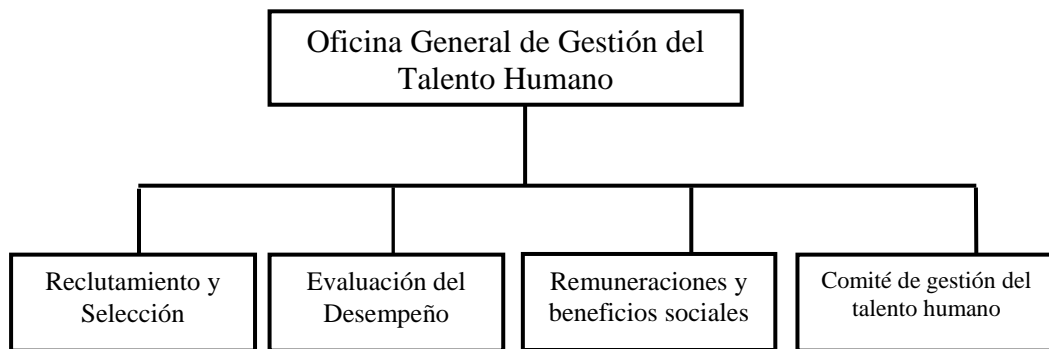 Oficina General de Gestión del
Talento Humano
Reclutamiento y
Selección
Evaluación del
Desempeño
Remuneraciones y
beneficios sociales
Comité de gestión del
talento humano